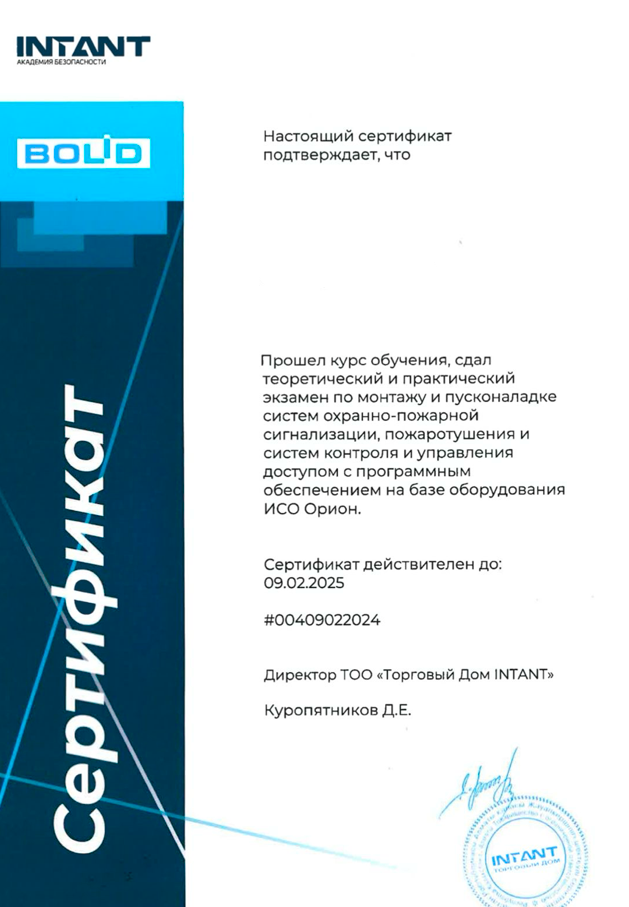 INTANT
АКАДЕМИЯ БЕЗОПАСНОСТИ
BOLID
Сертификат
Настоящий сертификат
подтверждает, что
Прошел курс обучения, сдал
теоретический и практический
экзамен по монтажу и пусконаладке
систем охранно-пожарной
сигнализации, пожаротушения и
систем контроля и управления
доступом с программным
обеспечением на базе оборудования
ИСО Орион.
Сертификат действителен до:
09.02.2025
#00409022024
Директор ТОО «Торговый Дом INTANT»
Куропятников Д.Е.
INTANT
ТОРГОВЫЙ ДОМ